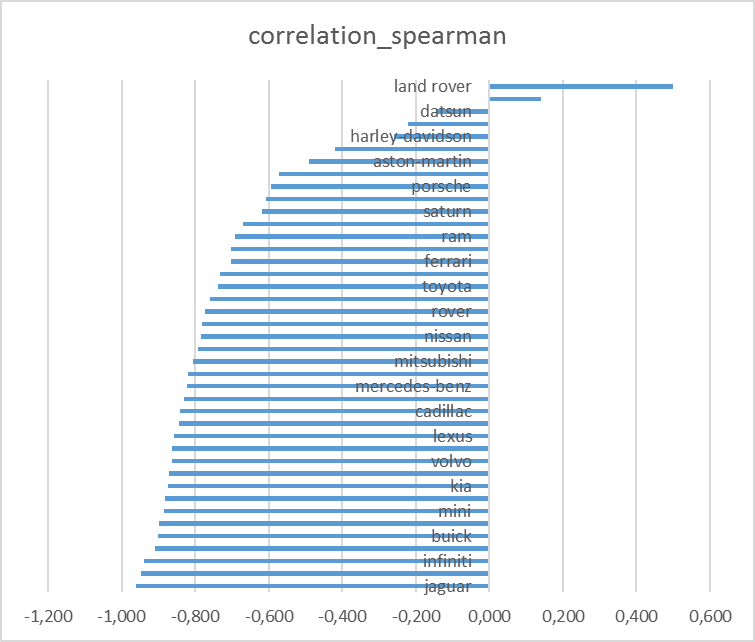 correlation_spearman
land rover
datsun
harley-davidson
aston-martin
porsche
saturn
ram
ferrari
toyota
rover
nissan
mitsubishi
mercedes-benz
cadillac
lexus
volvo
kia
mini
buick
infiniti
jaguar
-1,200 -1,000 -0,800 -0,600 -0,400 -0,200 0,000 0,200 0,400 0,600